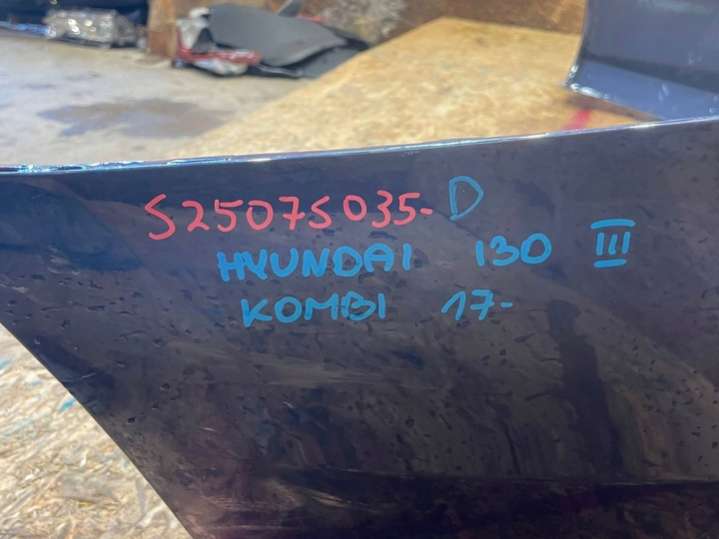 S25075035-D
HYUNDAI i30 III
KOMBI 17-